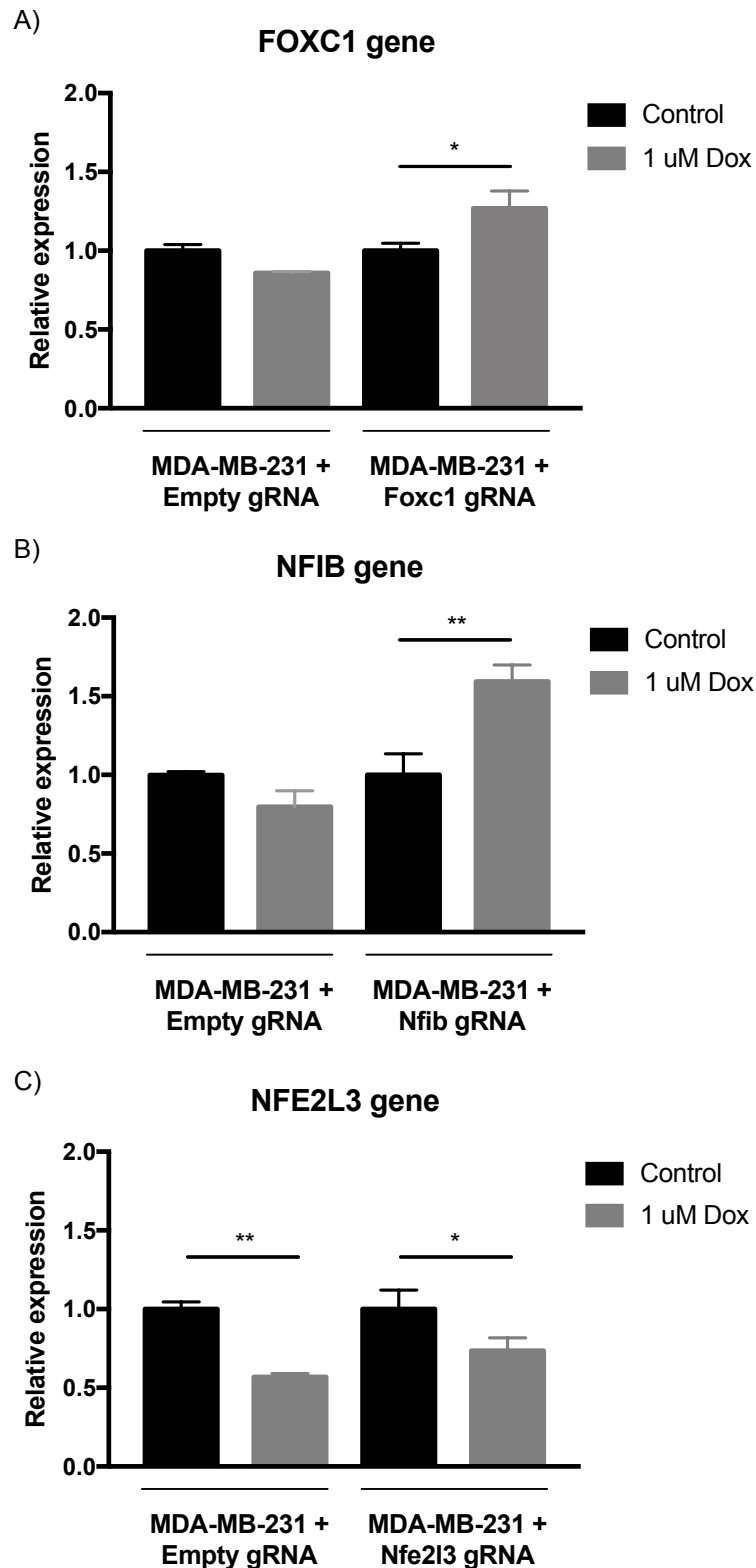 A)
FOXC1 gene
Relative expression
2.0
1.5
1.0
0.5
0.0
*
Control
1 uM Dox
MDA-MB-231 +
Empty gRNA
MDA-MB-231 +
Foxc1 gRNA
B)
NFIB gene
Relative expression
2.0
1.5
1.0
0.5
0.0
**
Control
1 uM Dox
MDA-MB-231 +
Empty gRNA
MDA-MB-231 +
Nfib gRNA
C)
NFE2L3 gene
Relative expression
2.0
1.5
1.0
0.5
0.0
**
*
Control
1 uM Dox
MDA-MB-231 +
Empty gRNA
MDA-MB-231 +
Nfe2l3 gRNA